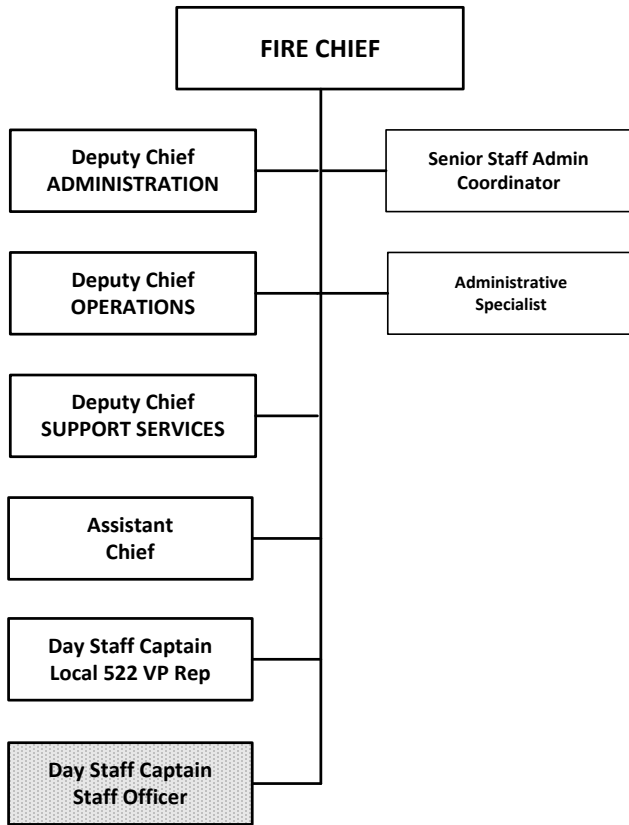 FIRE CHIEF
Deputy Chief
ADMINISTRATION
Senior Staff Admin
Coordinator
Deputy Chief
OPERATIONS
Administrative
Specialist
Deputy Chief
SUPPORT SERVICES
Assistant
Chief
Day Staff Captain
Local 522 VP Rep
Day Staff Captain
Staff Officer